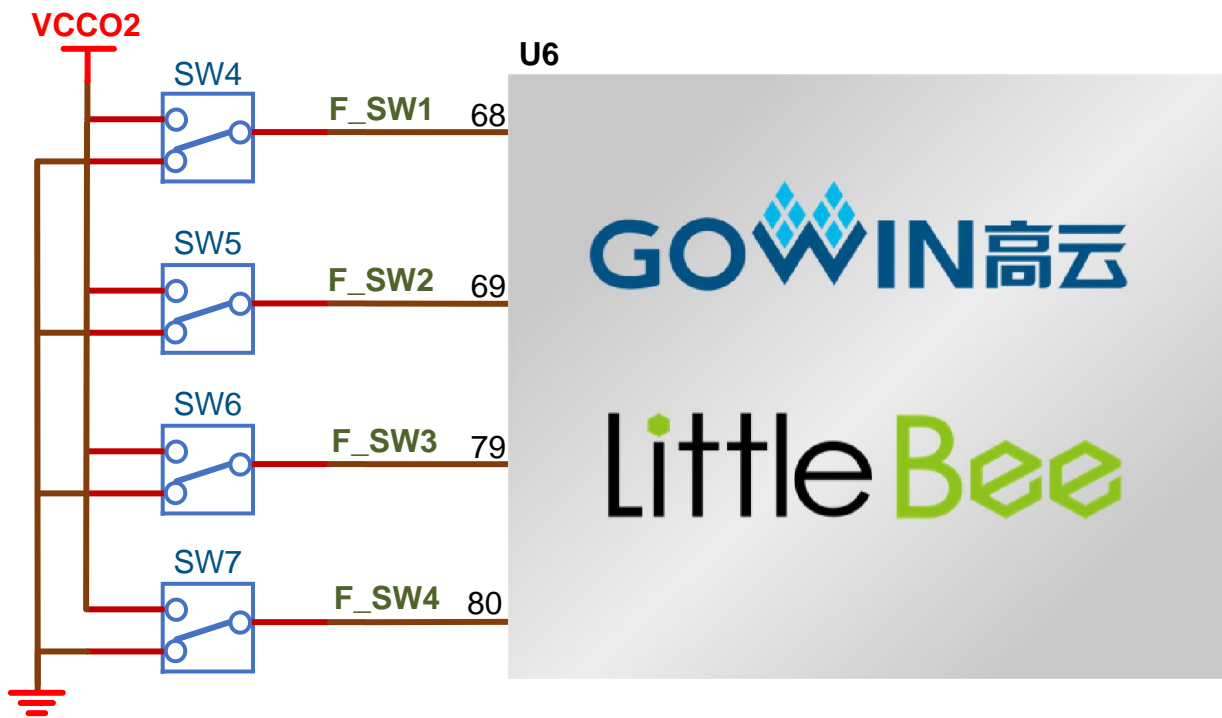 VCCO2
U6
SW4
F_SW1 68
SW5
F_SW2 69
GOWIN高云
SW6
F_SW3 79
LittleBee
SW7
F_SW4 80